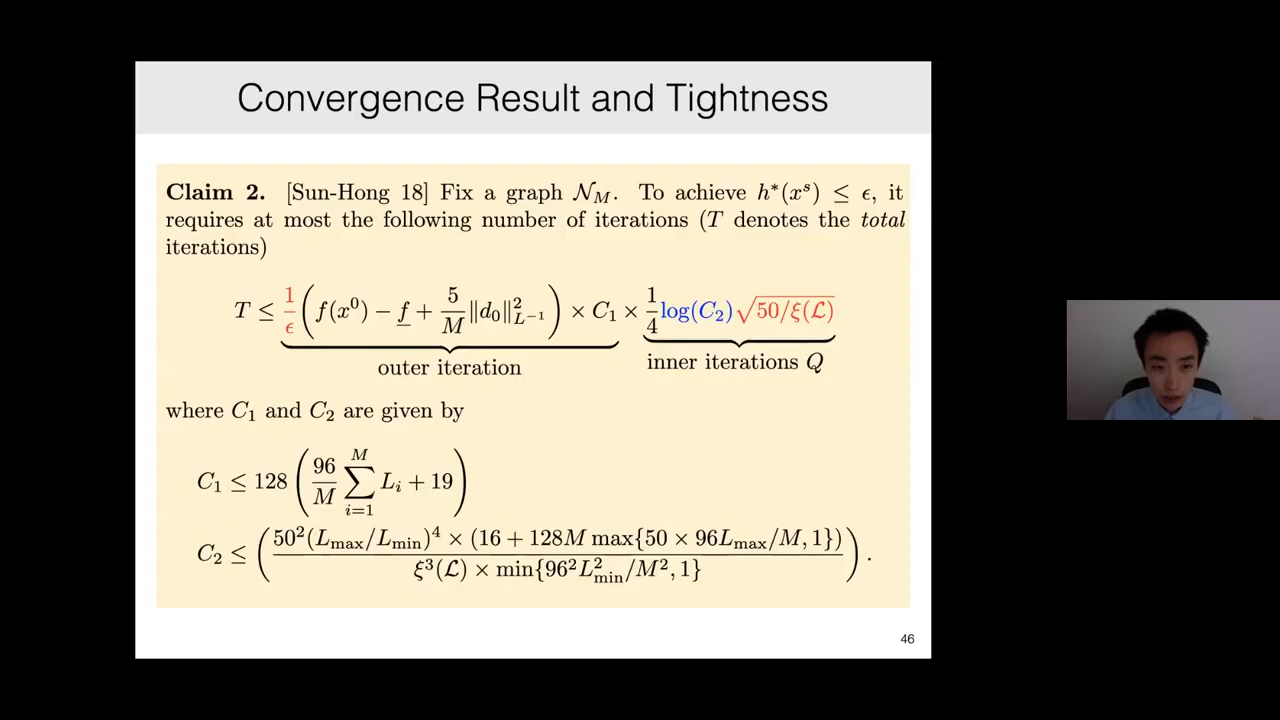 Convergence Result and Tightness
Claim 2. [Sun-Hong 18] Fix a graph 𝒩_M. To achieve h*(x^s) ≤ ϵ, it
requires at most the following number of iterations (T denotes the total
iterations)
T ≤ 1/ϵ ( f(x^0) − f̲ + 5/M ‖d_0‖²_{L^{-1}} ) × C_1 × 1/4 log(C_2) √(50/ξ(ℒ))
outer iteration inner iterations Q
where C_1 and C_2 are given by
C_1 ≤ 128 ( 96/M ∑_{i=1}^{M} L_i + 19 )
C_2 ≤ ( 50²(L_max/L_min)^4 × (16 + 128M max{50 × 96L_max/M, 1}) / ξ³(ℒ) × min{96²L²_min/M², 1} ) .
46